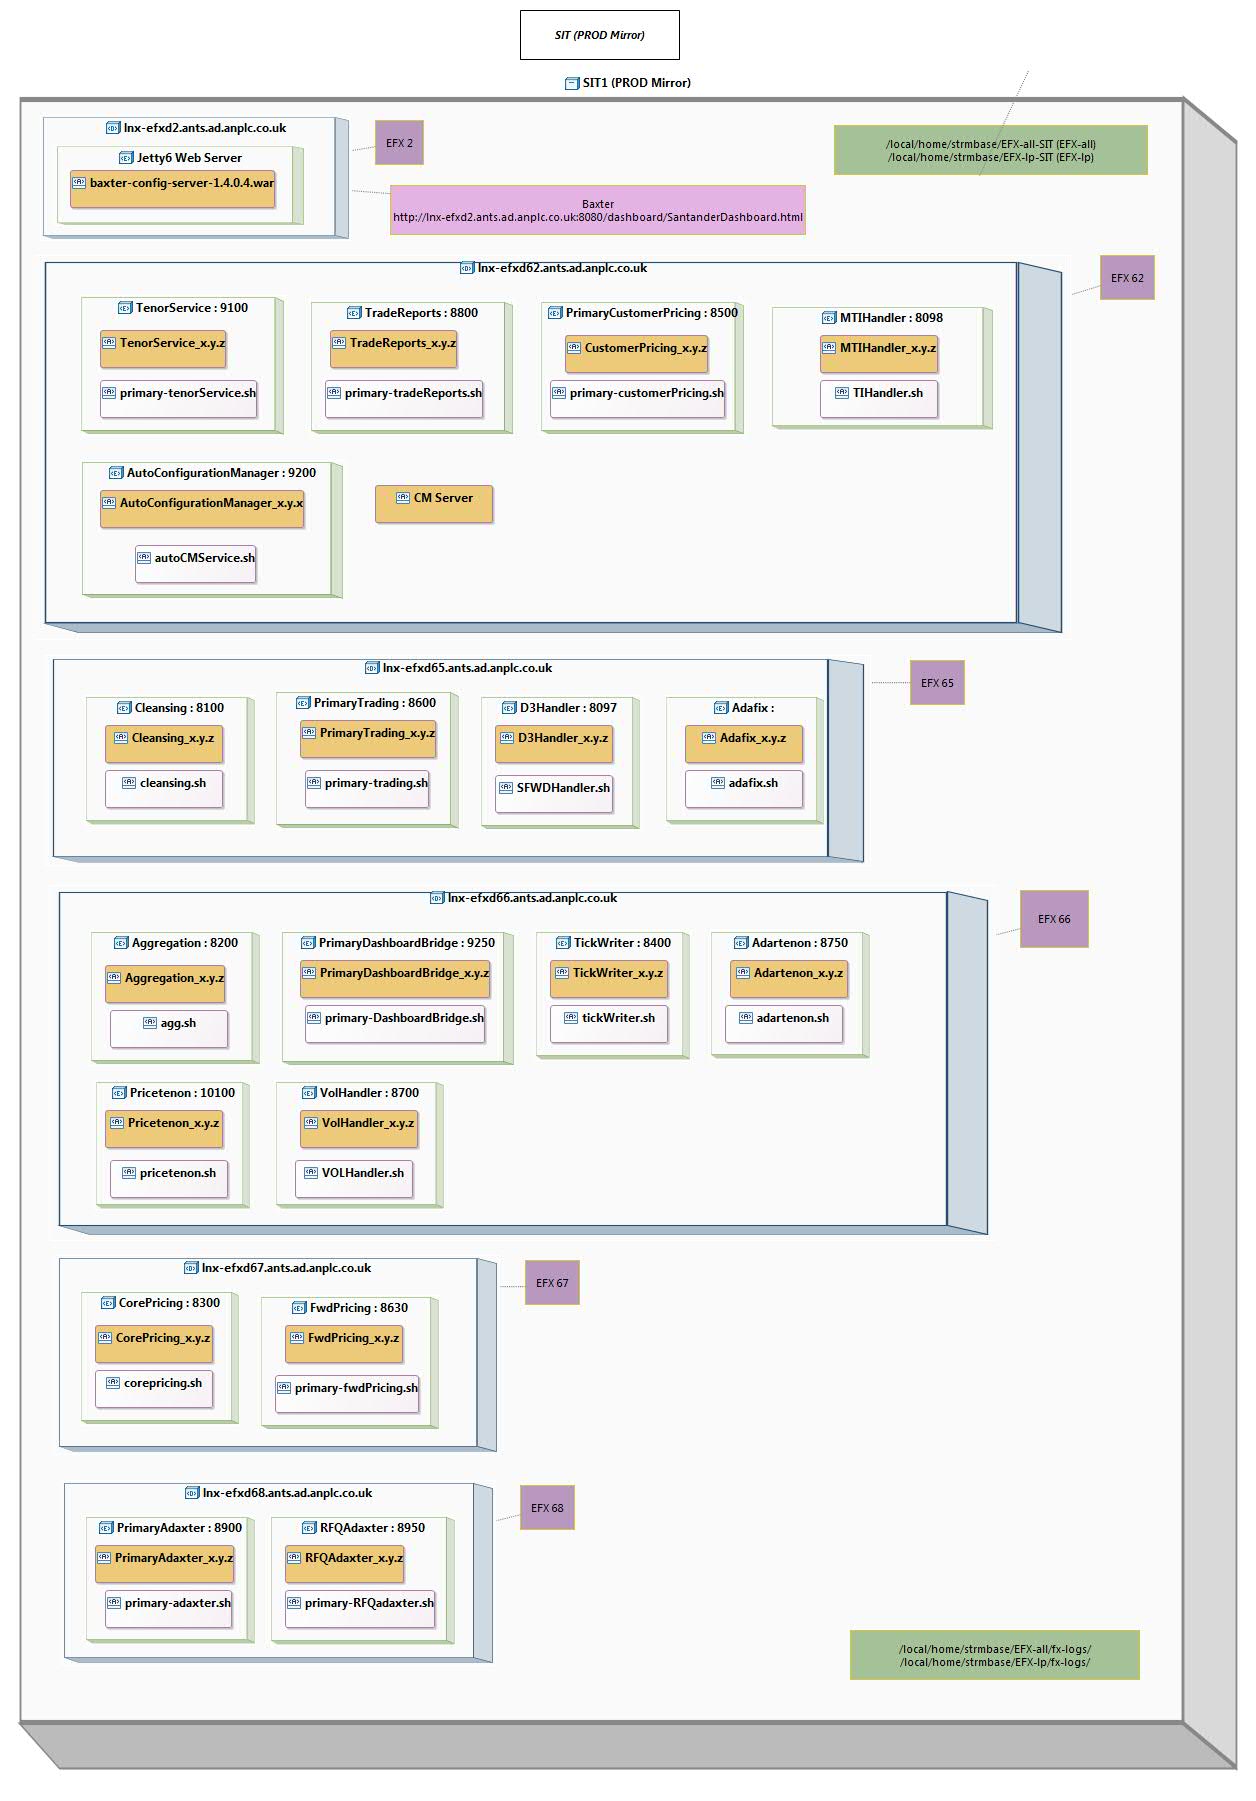 SIT (PROD Mirror)
SIT1 (PROD Mirror)
lnx-efxd2.ants.ad.anplc.co.uk
Jetty6 Web Server
baxter-config-server-1.4.0.4.war
EFX 2
/local/home/strmbase/EFX-all-SIT (EFX-all)
/local/home/strmbase/EFX-lp-SIT (EFX-lp)
Baxter
http://lnx-efxd2.ants.ad.anplc.co.uk:8080/dashboard/SantanderDashboard.html
lnx-efxd62.ants.ad.anplc.co.uk
EFX 62
TenorService : 9100
TenorService_x.y.z
primary-tenorService.sh
TradeReports : 8800
TradeReports_x.y.z
primary-tradeReports.sh
PrimaryCustomerPricing : 8500
CustomerPricing_x.y.z
primary-customerPricing.sh
MTIHandler : 8098
MTIHandler_x.y.z
TIHandler.sh
AutoConfigurationManager : 9200
AutoConfigurationManager_x.y.x
autoCMService.sh
CM Server
lnx-efxd65.ants.ad.anplc.co.uk
EFX 65
Cleansing : 8100
Cleansing_x.y.z
cleansing.sh
PrimaryTrading : 8600
PrimaryTrading_x.y.z
primary-trading.sh
D3Handler : 8097
D3Handler_x.y.z
SFWDHandler.sh
Adafix :
Adafix_x.y.z
adafix.sh
lnx-efxd66.ants.ad.anplc.co.uk
EFX 66
Aggregation : 8200
Aggregation_x.y.z
agg.sh
PrimaryDashboardBridge : 9250
PrimaryDashboardBridge_x.y.z
primary-DashboardBridge.sh
TickWriter : 8400
TickWriter_x.y.z
tickWriter.sh
Adartenon : 8750
Adartenon_x.y.z
adartenon.sh
Pricetenon : 10100
Pricetenon_x.y.z
pricetenon.sh
VolHandler : 8700
VolHandler_x.y.z
VOLHandler.sh
lnx-efxd67.ants.ad.anplc.co.uk
EFX 67
CorePricing : 8300
CorePricing_x.y.z
corepricing.sh
FwdPricing : 8630
FwdPricing_x.y.z
primary-fwdPricing.sh
lnx-efxd68.ants.ad.anplc.co.uk
EFX 68
PrimaryAdaxter : 8900
PrimaryAdaxter_x.y.z
primary-adaxter.sh
RFQAdaxter : 8950
RFQAdaxter_x.y.z
primary-RFQadaxter.sh
/local/home/strmbase/EFX-all/fx-logs/
/local/home/strmbase/EFX-lp/fx-logs/